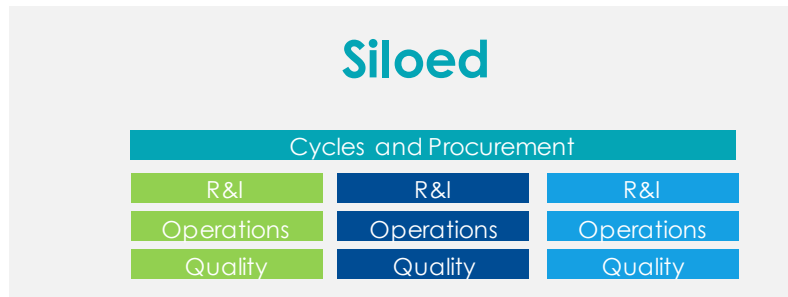 Siloed
Cycles and Procurement
R&I R&I R&I
Operations Operations Operations
Quality Quality Quality